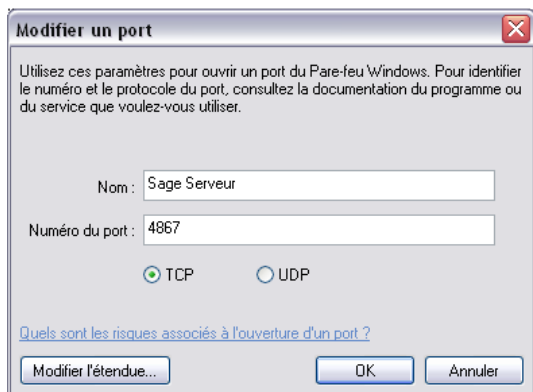 Modifier un port
Utilisez ces paramètres pour ouvrir un port du Pare-feu Windows. Pour identifier
le numéro et le protocole du port, consultez la documentation du programme ou
du service que voulez-vous utiliser.
Nom : Sage Serveur
Numéro du port : 4867
TCP UDP
Quels sont les risques associés à l'ouverture d'un port ?
Modifier l'étendue... OK Annuler